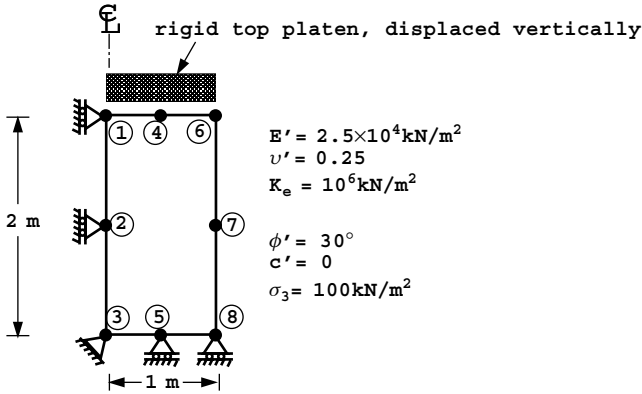 ℄
rigid top platen, displaced vertically
1 4 6
E'= 2.5×10⁴kN/m²
υ'= 0.25
Kₑ = 10⁶kN/m²
2 m
2 7
φ'= 30°
c'= 0
σ₃= 100kN/m²
3 5 8
1 m